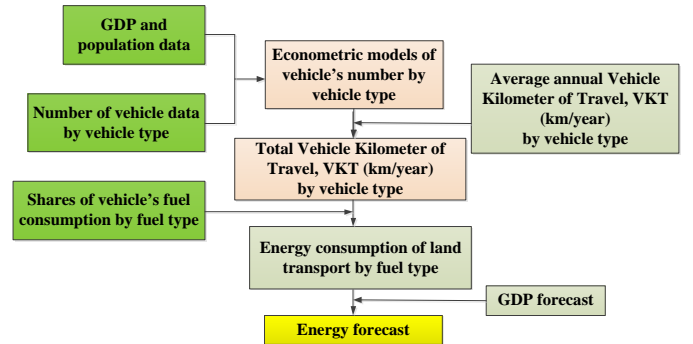 GDP and
population data
Econometric models of
vehicle's number by
vehicle type
Average annual Vehicle
Kilometer of Travel, VKT
(km/year)
by vehicle type
Number of vehicle data
by vehicle type
Total Vehicle Kilometer of
Travel, VKT (km/year)
by vehicle type
Shares of vehicle's fuel
consumption by fuel type
Energy consumption of land
transport by fuel type
GDP forecast
Energy forecast